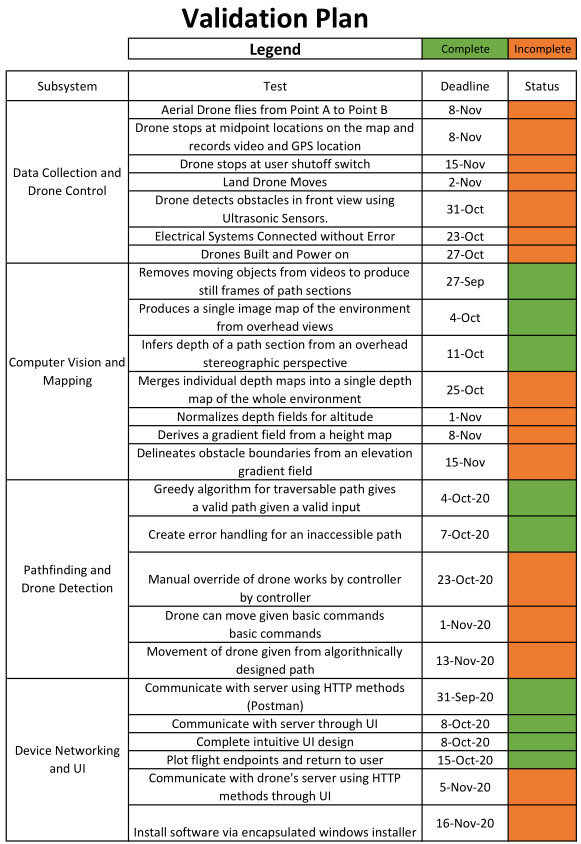 Validation Plan
Legend Complete Incomplete
Subsystem Test Deadline Status
Data Collection and
Drone Control
Aerial Drone flies from Point A to Point B 8-Nov
Drone stops at midpoint locations on the map and
records video and GPS location 8-Nov
Drone stops at user shutoff switch 15-Nov
Land Drone Moves 2-Nov
Drone detects obstacles in front view using
Ultrasonic Sensors. 31-Oct
Electrical Systems Connected without Error 23-Oct
Drones Built and Power on 27-Oct
Computer Vision and
Mapping
Removes moving objects from videos to produce
still frames of path sections 27-Sep
Produces a single image map of the environment
from overhead views 4-Oct
Infers depth of a path section from an overhead
stereographic perspective 11-Oct
Merges individual depth maps into a single depth
map of the whole environment 25-Oct
Normalizes depth fields for altitude 1-Nov
Derives a gradient field from a height map 8-Nov
Delineates obstacle boundaries from an elevation
gradient field 15-Nov
Pathfinding and
Drone Detection
Greedy algorithm for traversable path gives
a valid path given a valid input 4-Oct-20
Create error handling for an inaccessible path 7-Oct-20
Manual override of drone works by controller
by controller 23-Oct-20
Drone can move given basic commands
basic commands 1-Nov-20
Movement of drone given from algorithnically
designed path 13-Nov-20
Device Networking
and UI
Communicate with server using HTTP methods
(Postman) 31-Sep-20
Communicate with server through UI 8-Oct-20
Complete intuitive UI design 8-Oct-20
Plot flight endpoints and return to user 15-Oct-20
Communicate with drone's server using HTTP
methods through UI 5-Nov-20
Install software via encapsulated windows installer 16-Nov-20